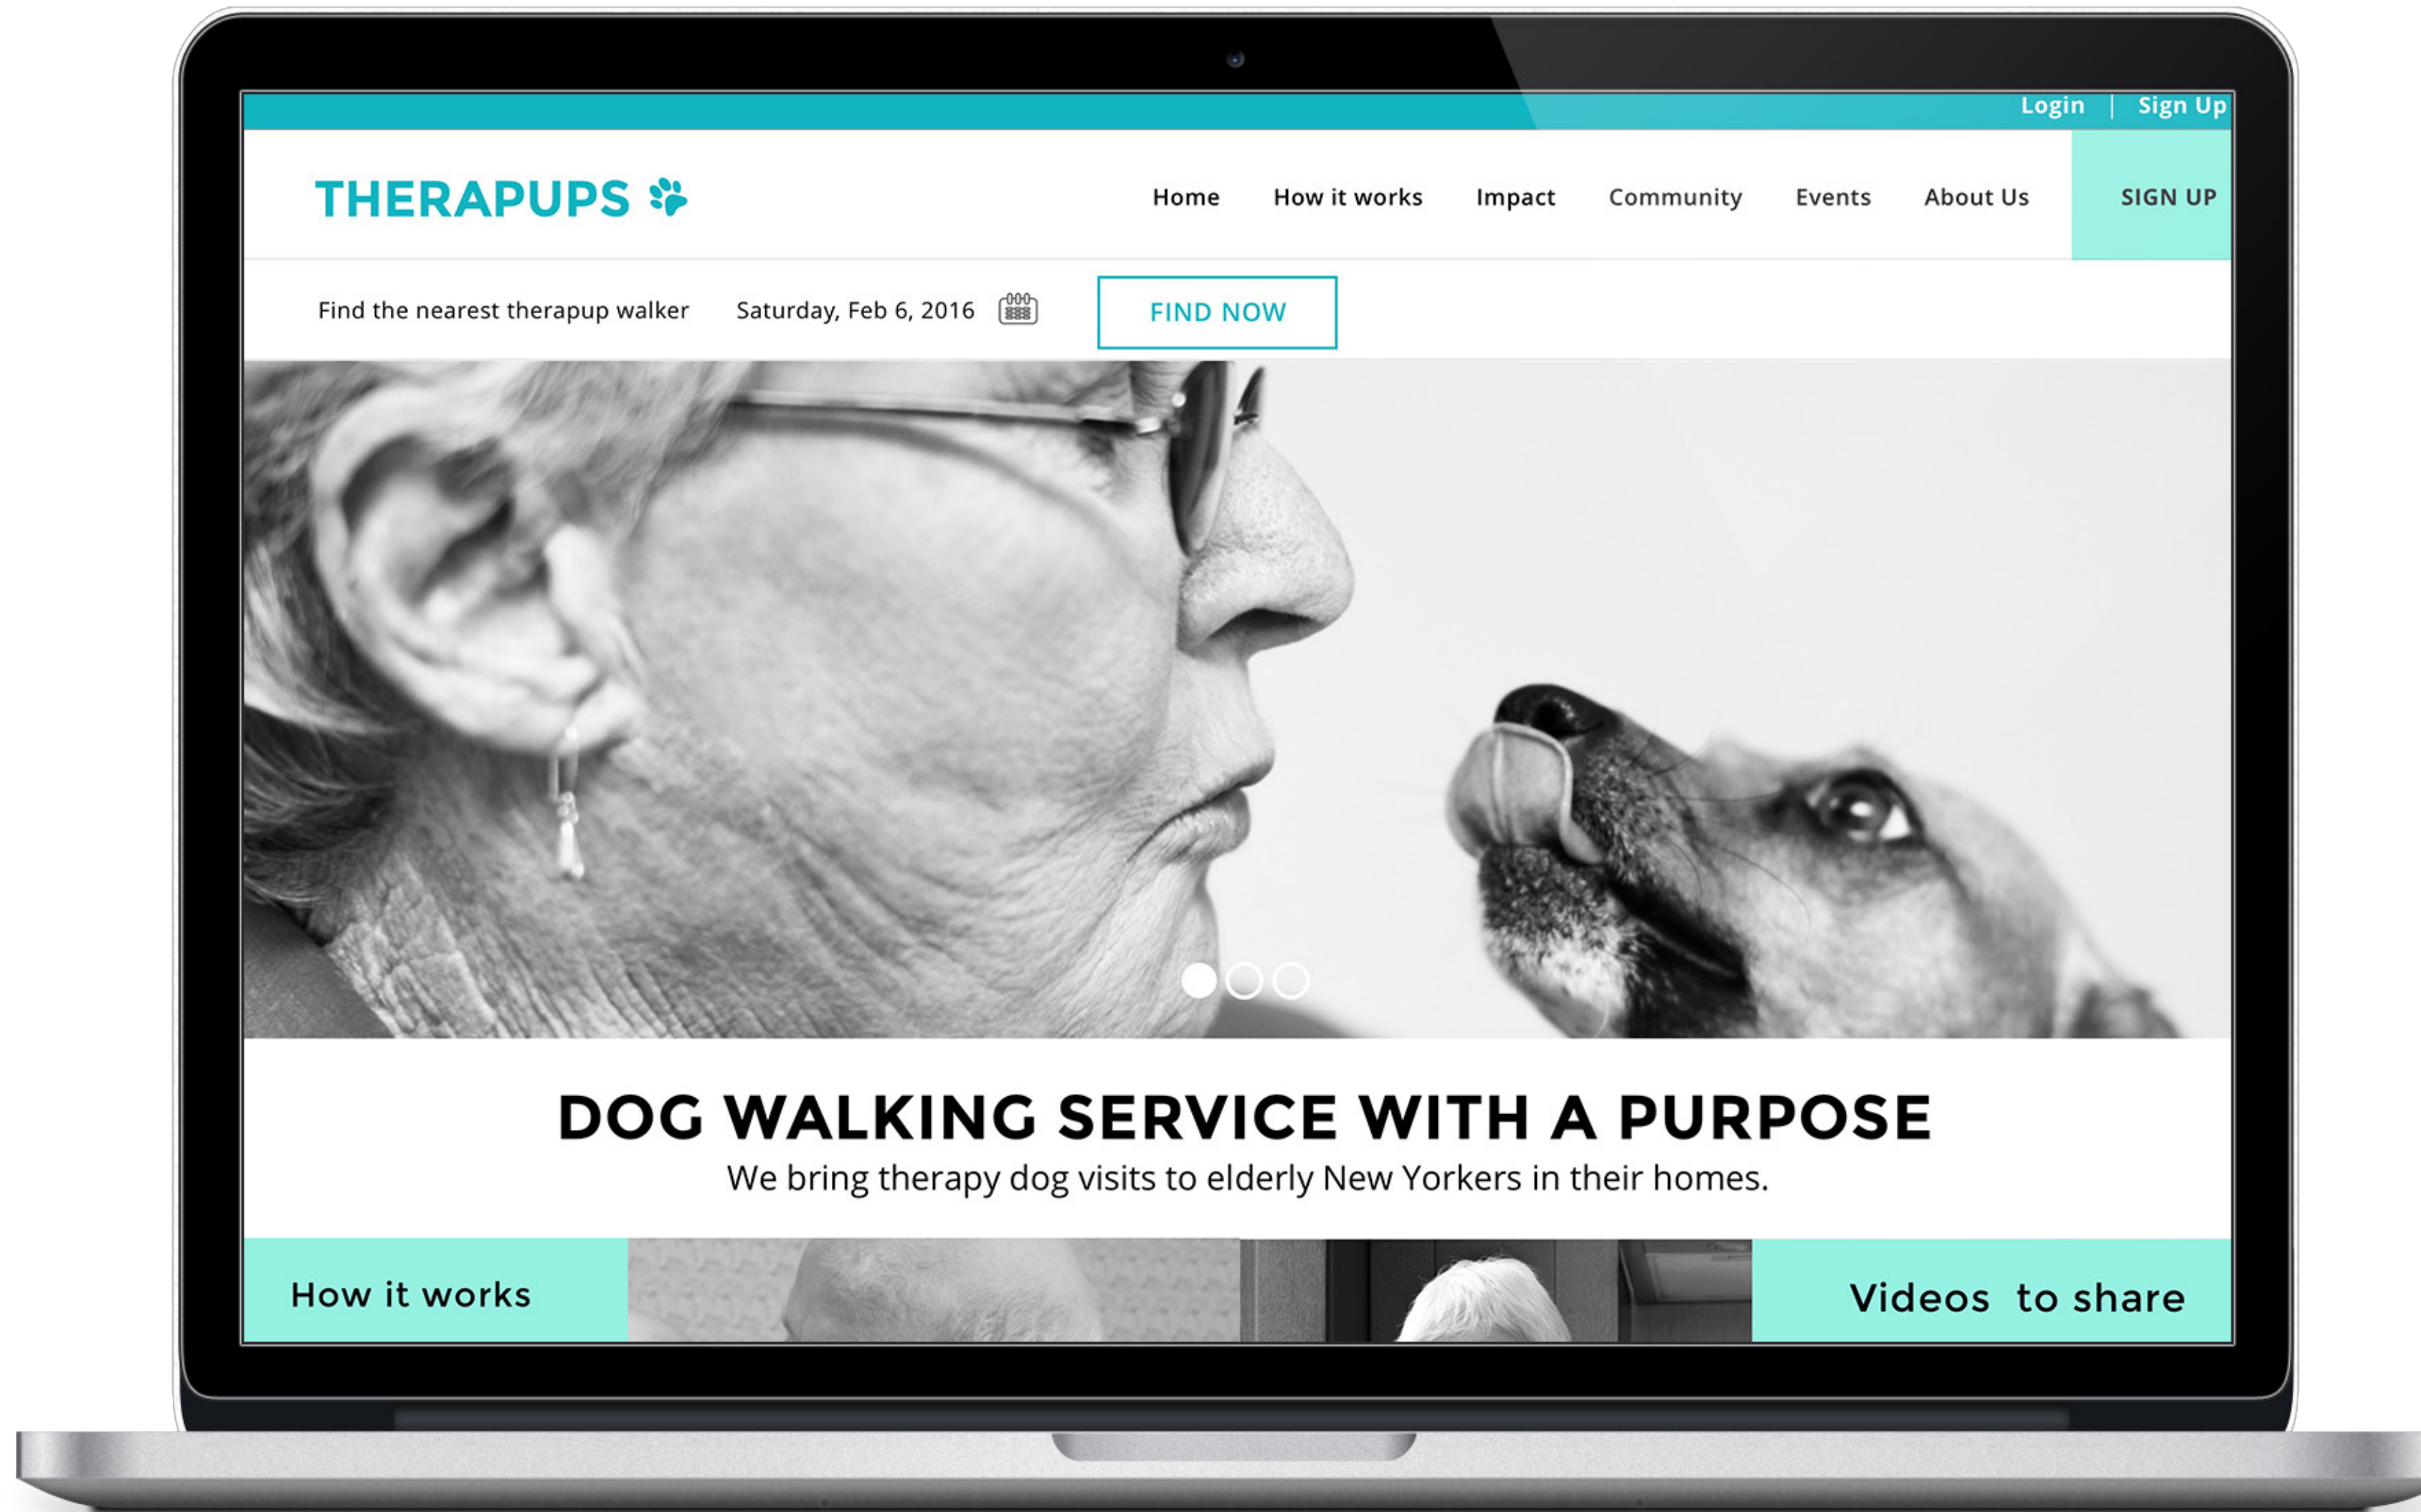 Login | Sign Up
THERAPUPS
Home How it works Impact Community Events About Us SIGN UP
Find the nearest therapup walker Saturday, Feb 6, 2016 FIND NOW
DOG WALKING SERVICE WITH A PURPOSE
We bring therapy dog visits to elderly New Yorkers in their homes.
How it works
Videos to share